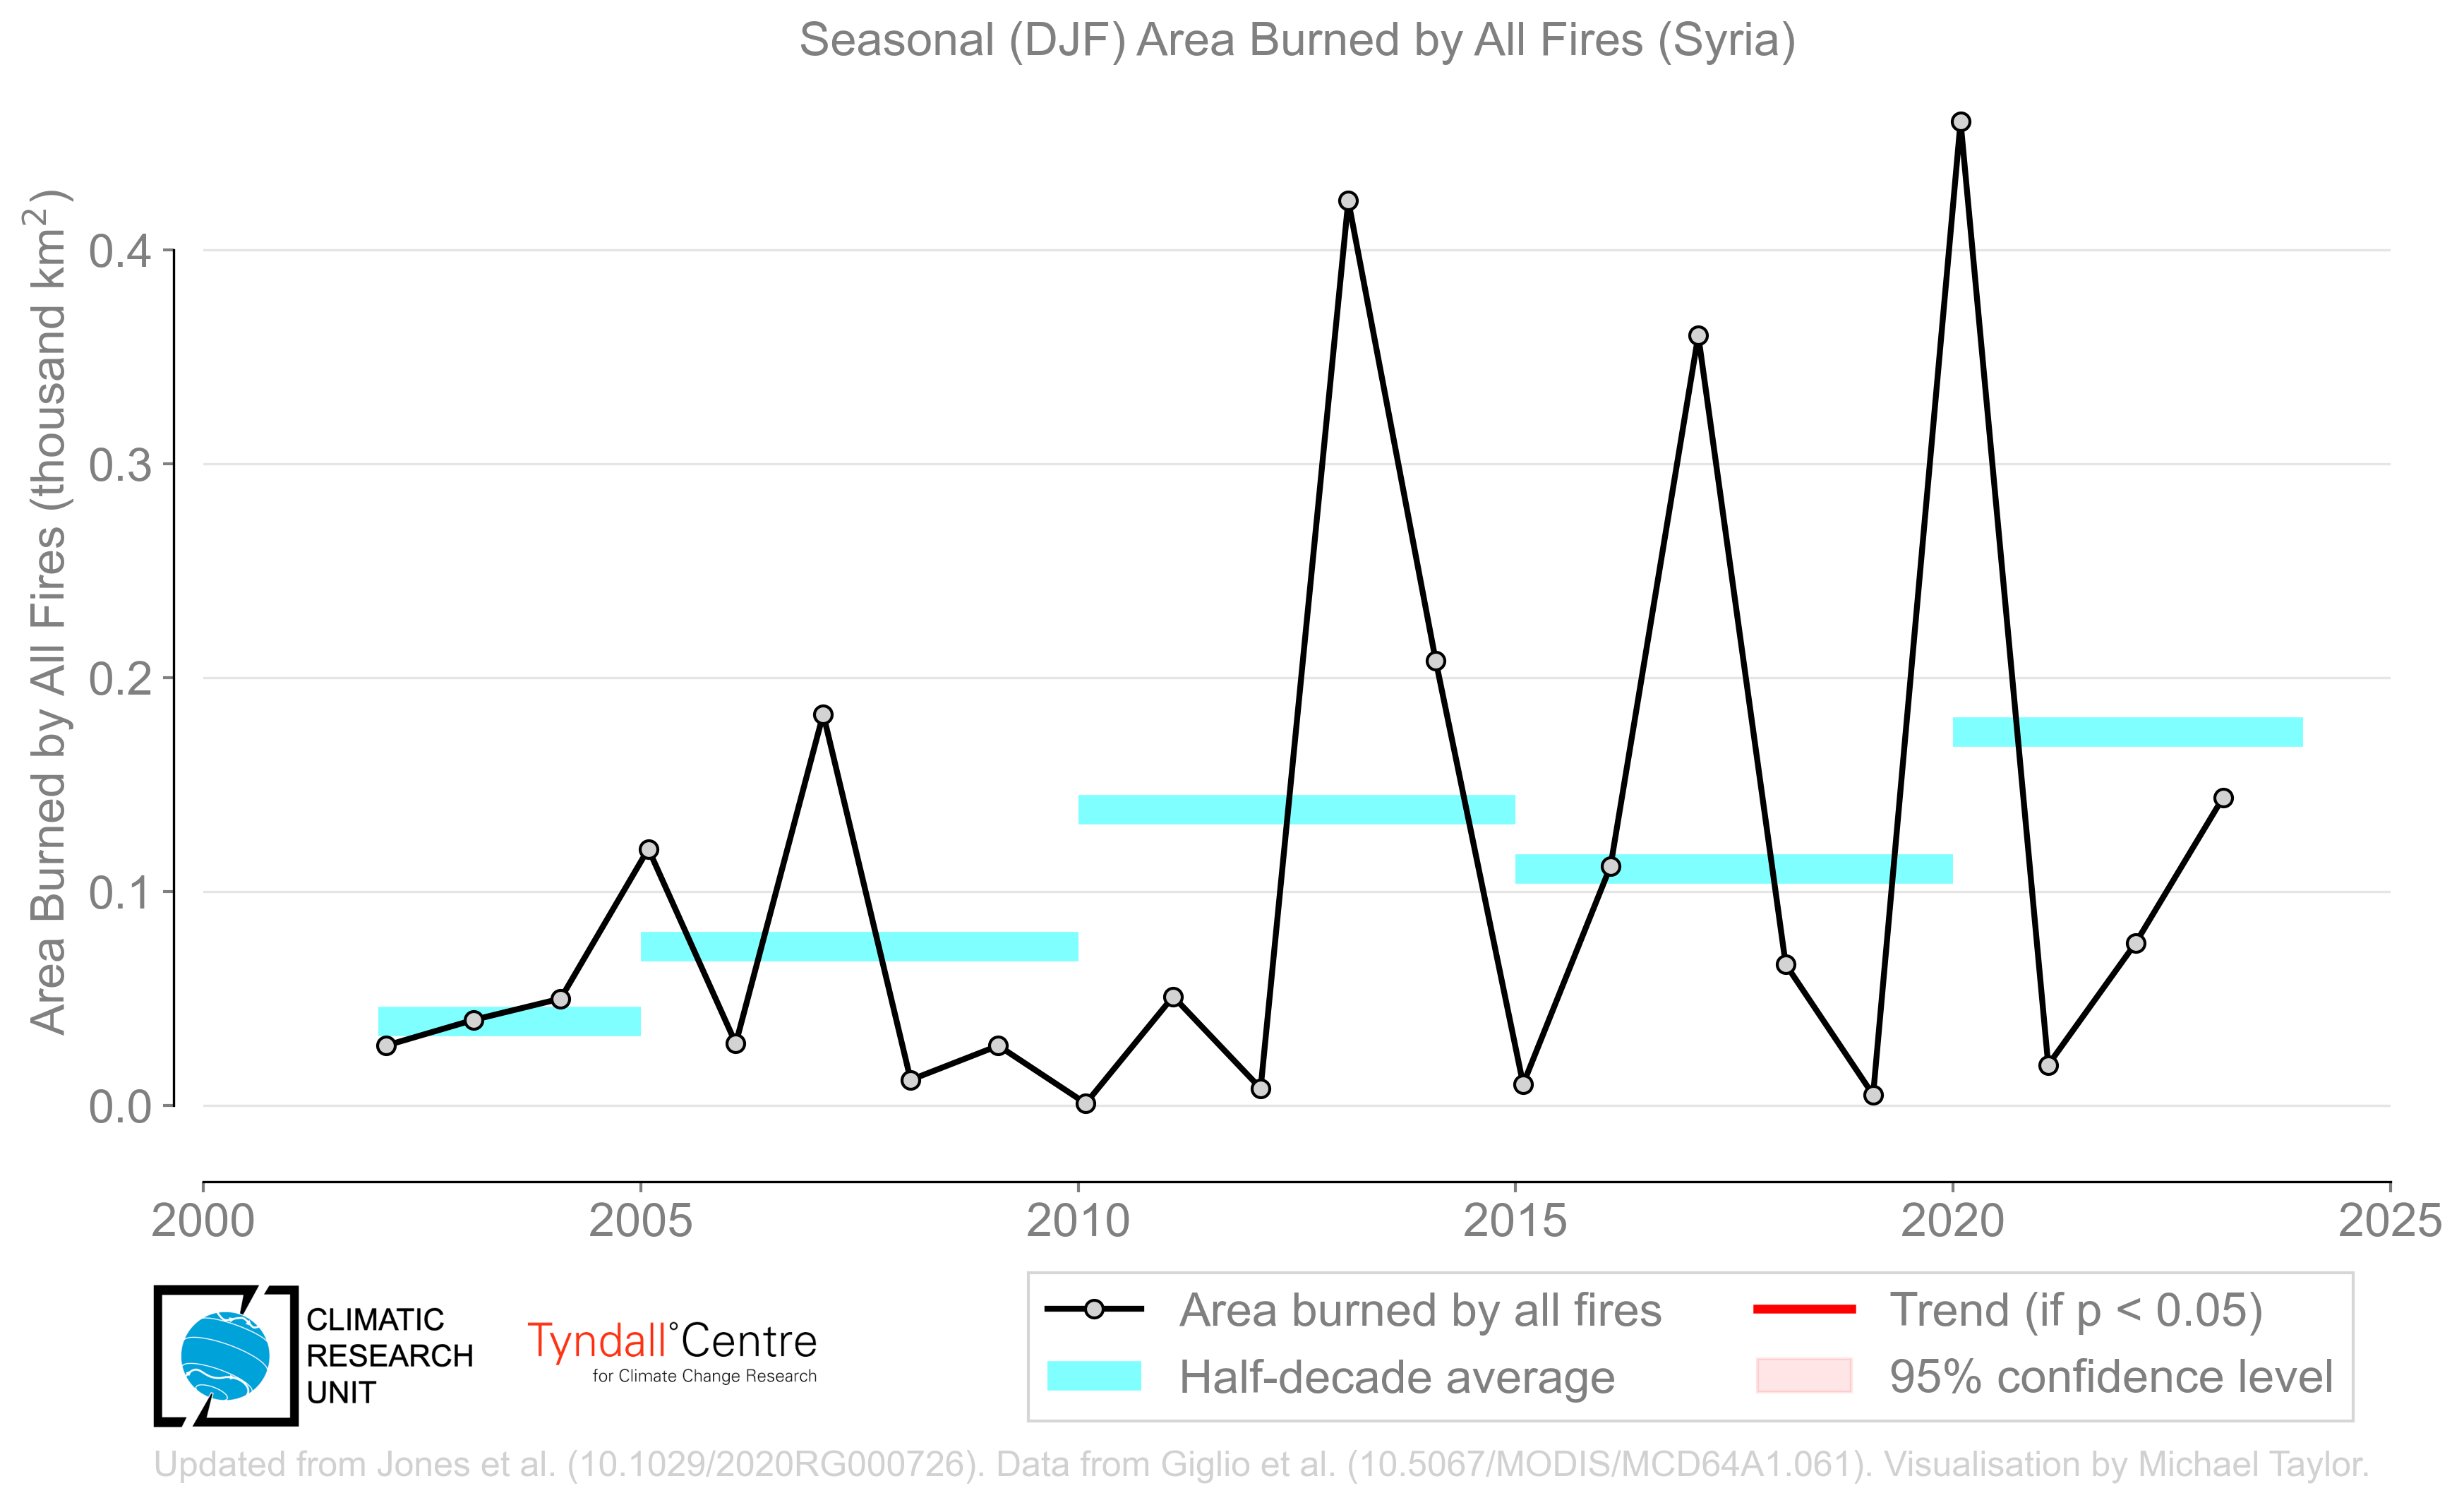 Seasonal (DJF) Area Burned by All Fires (Syria)
Area Burned by All Fires (thousand km²)
0.4
0.3
0.2
0.1
0.0
2000
2005
2010
2015
2020
2025
CLIMATIC
RESEARCH
UNIT
Tyndall°Centre
for Climate Change Research
Area burned by all fires
Half-decade average
Trend (if p < 0.05)
95% confidence level
Updated from Jones et al. (10.1029/2020RG000726). Data from Giglio et al. (10.5067/MODIS/MCD64A1.061). Visualisation by Michael Taylor.